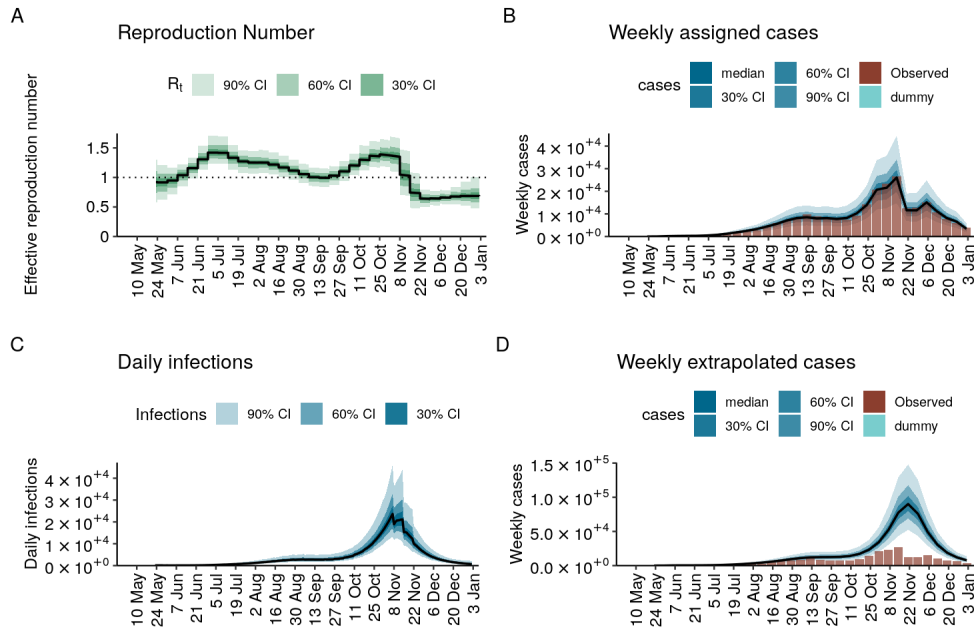 A
Reproduction Number
Rt
90% CI
60% CI
30% CI
Effective reproduction number
1.5
1
0.5
0
10 May
24 May
7 Jun
21 Jun
5 Jul
19 Jul
2 Aug
16 Aug
30 Aug
13 Sep
27 Sep
11 Oct
25 Oct
8 Nov
22 Nov
6 Dec
20 Dec
3 Jan
B
Weekly assigned cases
cases
median
60% CI
Observed
30% CI
90% CI
dummy
Weekly cases
4 × 10⁺⁴
3 × 10⁺⁴
2 × 10⁺⁴
1 × 10⁺⁴
0 × 10⁺⁰
10 May
24 May
7 Jun
21 Jun
5 Jul
19 Jul
2 Aug
16 Aug
30 Aug
13 Sep
27 Sep
11 Oct
25 Oct
8 Nov
22 Nov
6 Dec
20 Dec
3 Jan
C
Daily infections
Infections
90% CI
60% CI
30% CI
Daily infections
4 × 10⁺⁴
3 × 10⁺⁴
2 × 10⁺⁴
1 × 10⁺⁴
0 × 10⁺⁰
10 May
24 May
7 Jun
21 Jun
5 Jul
19 Jul
2 Aug
16 Aug
30 Aug
13 Sep
27 Sep
11 Oct
25 Oct
8 Nov
22 Nov
6 Dec
20 Dec
3 Jan
D
Weekly extrapolated cases
cases
median
60% CI
Observed
30% CI
90% CI
dummy
Weekly cases
1.5 × 10⁺⁵
1.0 × 10⁺⁵
5.0 × 10⁺⁴
0.0 × 10⁺⁰
10 May
24 May
7 Jun
21 Jun
5 Jul
19 Jul
2 Aug
16 Aug
30 Aug
13 Sep
27 Sep
11 Oct
25 Oct
8 Nov
22 Nov
6 Dec
20 Dec
3 Jan